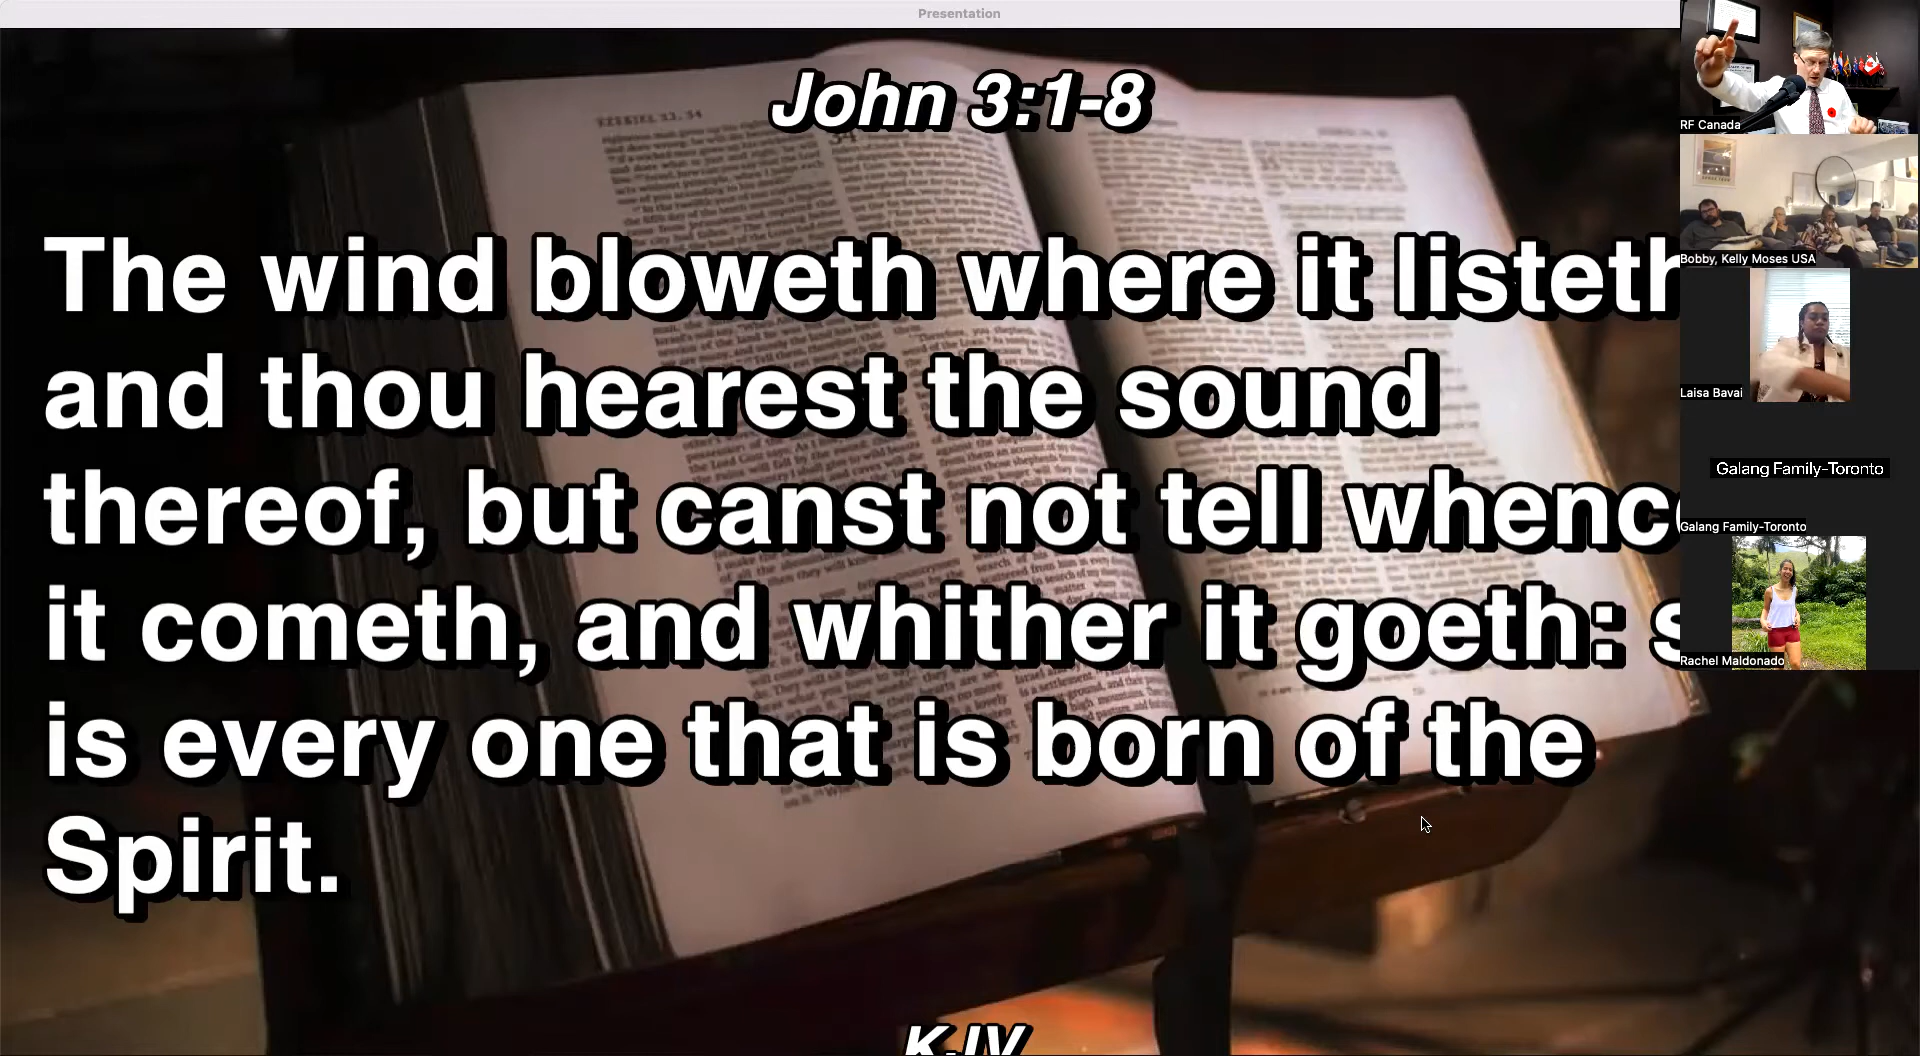 Presentation
John 3:1-8
The wind bloweth where it listeth
and thou hearest the sound
thereof, but canst not tell whence
it cometh, and whither it goeth: s
is every one that is born of the
Spirit.
KJV
RF Canada
Bobby, Kelly Moses USA
Laisa Bavai
Galang Family-Toronto
Galang Family-Toronto
Rachel Maldonado